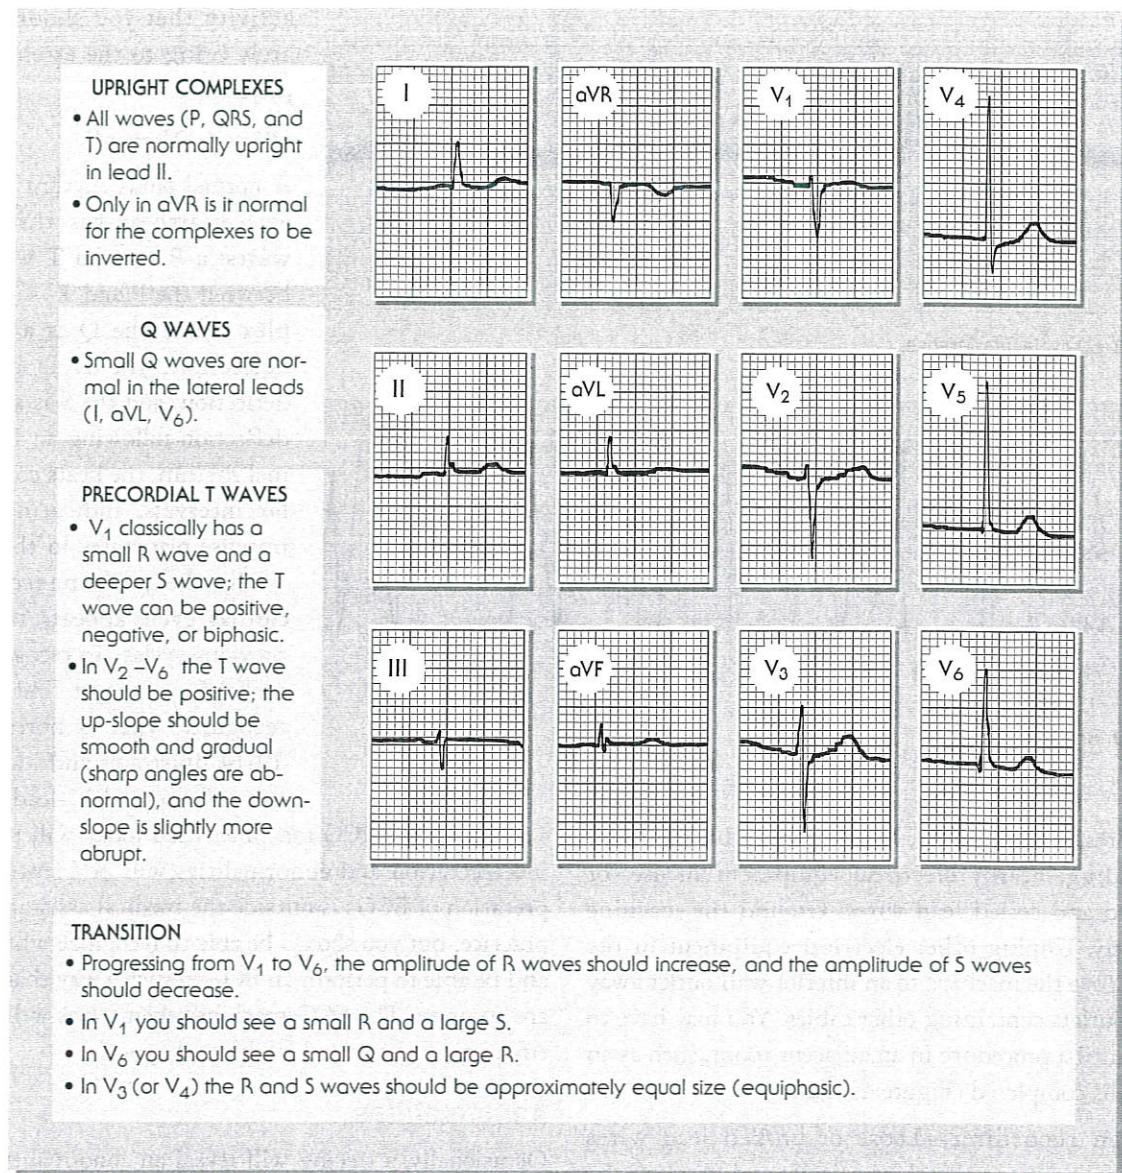 UPRIGHT COMPLEXES
• All waves (P, QRS, and
T) are normally upright
in lead II.
• Only in aVR is it normal
for the complexes to be
inverted.
Q WAVES
• Small Q waves are nor-
mal in the lateral leads
(I, aVL, V6).
PRECORDIAL T WAVES
• V1 classically has a
small R wave and a
deeper S wave; the T
wave can be positive,
negative, or biphasic.
• In V2–V6 the T wave
should be positive; the
up-slope should be
smooth and gradual
(sharp angles are ab-
normal), and the down-
slope is slightly more
abrupt.
I
aVR
V1
V4
II
aVL
V2
V5
III
aVF
V3
V6
TRANSITION
• Progressing from V1 to V6, the amplitude of R waves should increase, and the amplitude of S waves
should decrease.
• In V1 you should see a small R and a large S.
• In V6 you should see a small Q and a large R.
• In V3 (or V4) the R and S waves should be approximately equal size (equiphasic).